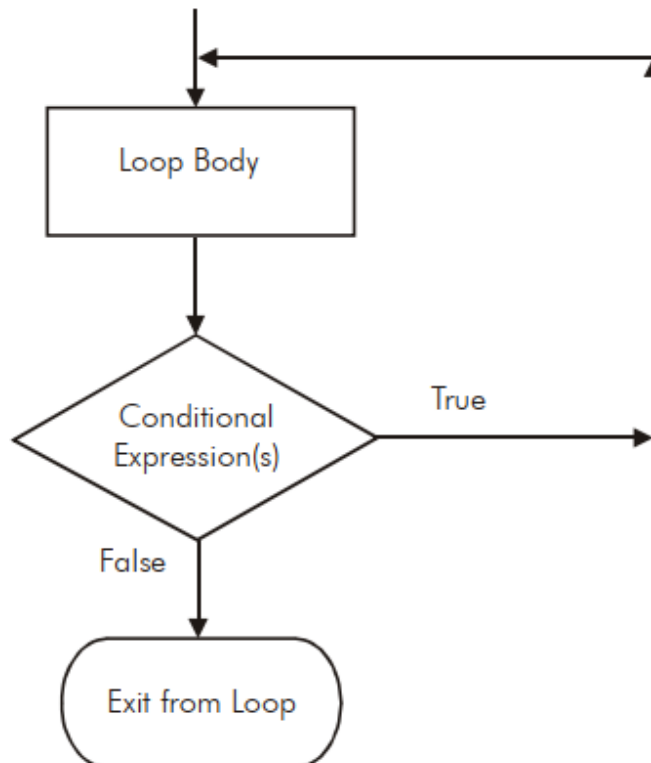 Loop Body
Conditional
Expression(s)
True
False
Exit from Loop